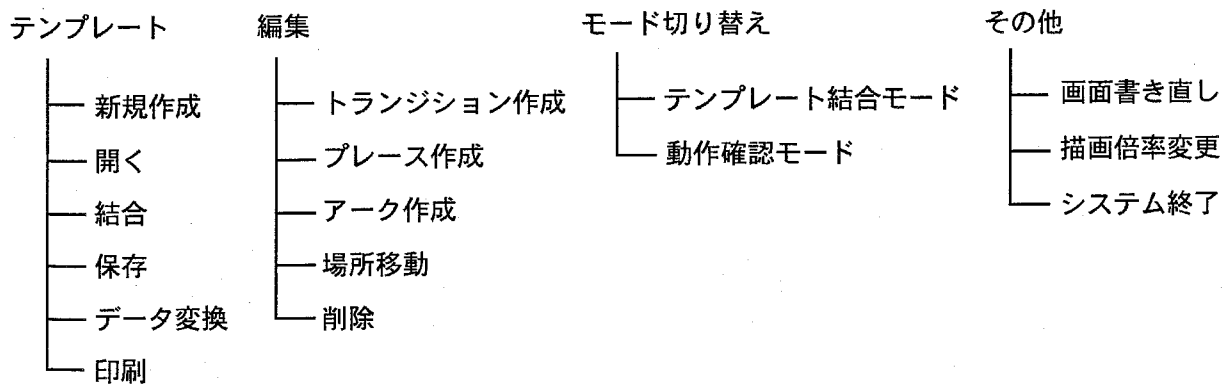 テンプレート
新規作成
開く
結合
保存
データ変換
印刷
編集
トランジション作成
プレース作成
アーク作成
場所移動
削除
モード切り替え
テンプレート結合モード
動作確認モード
その他
画面書き直し
描画倍率変更
システム終了